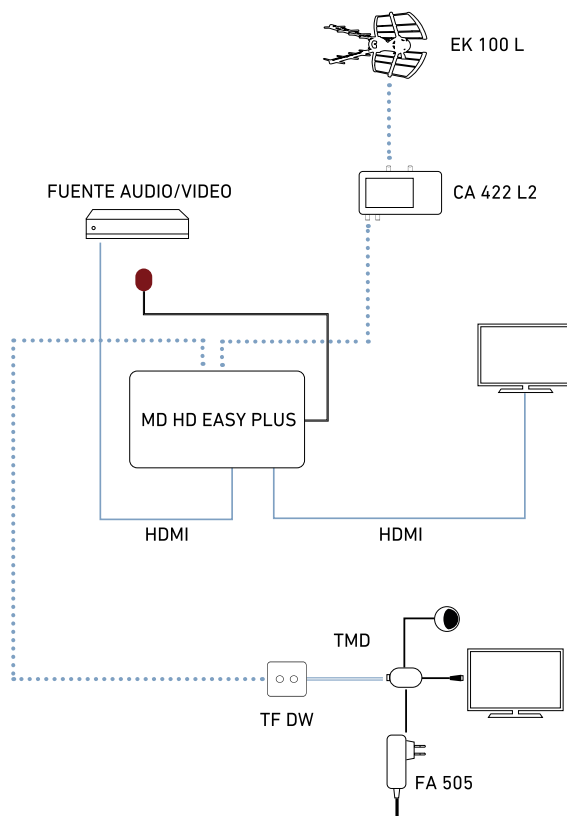 EK 100 L
CA 422 L2
FUENTE AUDIO/VIDEO
MD HD EASY PLUS
HDMI
HDMI
TMD
TF DW
FA 505